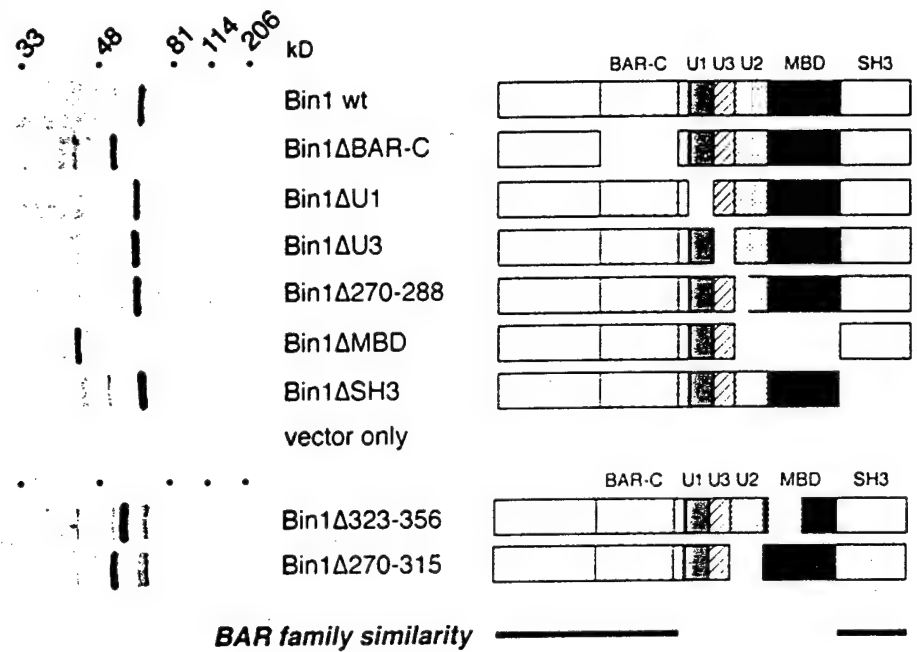 .33 .48 .81 .114 .206 kD
BAR-C U1 U3 U2 MBD SH3
Bin1 wt
Bin1ΔBAR-C
Bin1ΔU1
Bin1ΔU3
Bin1Δ270-288
Bin1ΔMBD
Bin1ΔSH3
vector only
BAR-C U1 U3 U2 MBD SH3
Bin1Δ323-356
Bin1Δ270-315
BAR family similarity